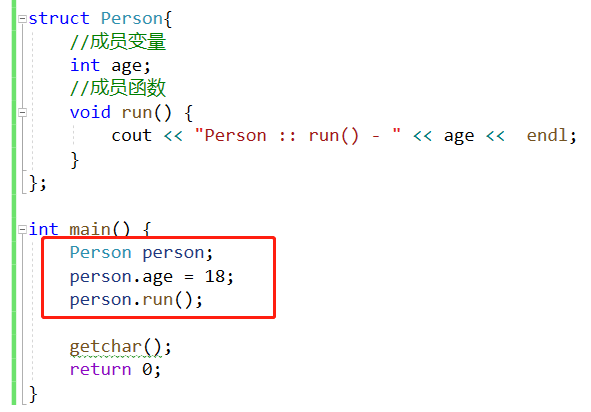 struct Person{
//成员变量
int age;
//成员函数
void run() {
cout << "Person :: run() - " << age <<  endl;
}
};
int main() {
Person person;
person.age = 18;
person.run();
getchar();
return 0;
}